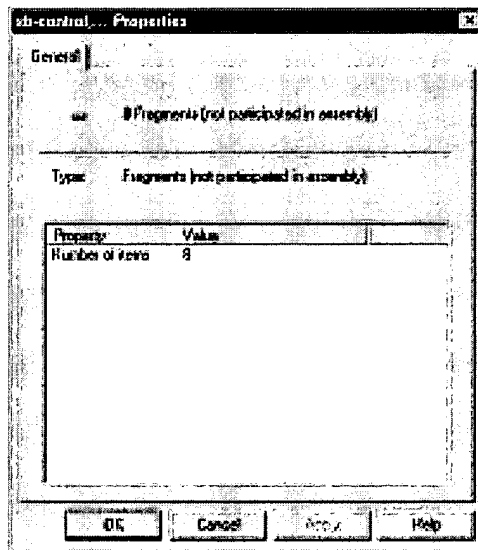 zb-control,... Properties
General
8 Fragments (not participated in assembly)
Type: Fragments (not participated in assembly)
Property Value
Number of items 8
OK Cancel Apply Help